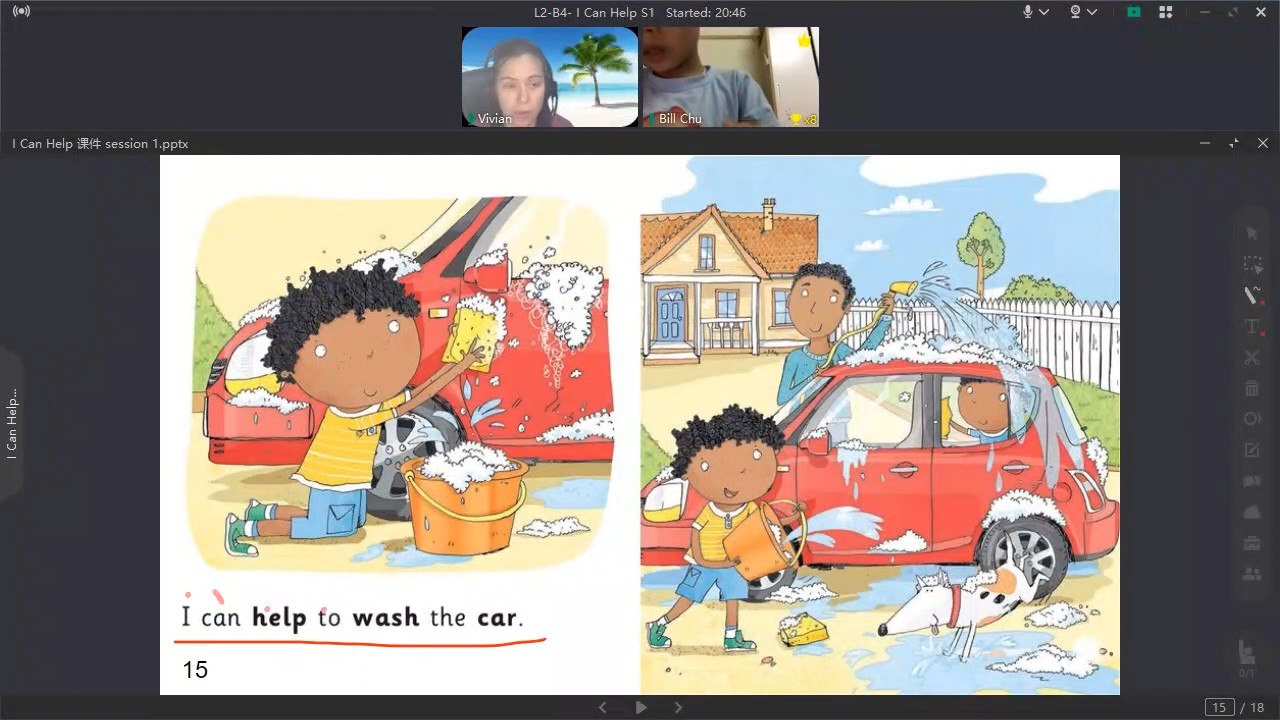 L2-B4- I Can Help S1 Started: 20:46
Vivian
Bill Chu
x8
I Can Help 课件 session 1.pptx
I Can Help...
I can help to wash the car.
15
0/1
15 / 18